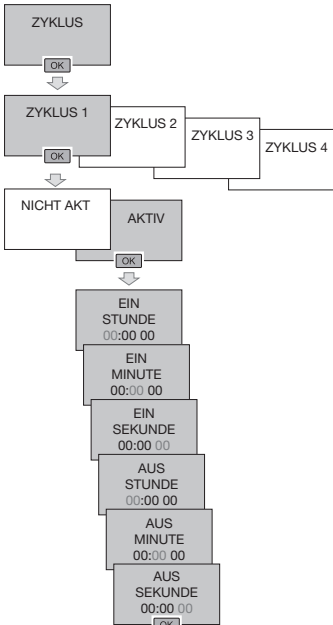 ZYKLUS
OK
ZYKLUS 1
ZYKLUS 2
ZYKLUS 3
ZYKLUS 4
OK
NICHT AKT
AKTIV
OK
EIN
STUNDE
00:00 00
EIN
MINUTE
00:00 00
EIN
SEKUNDE
00:00 00
AUS
STUNDE
00:00 00
AUS
MINUTE
00:00 00
AUS
SEKUNDE
00:00 00
OK